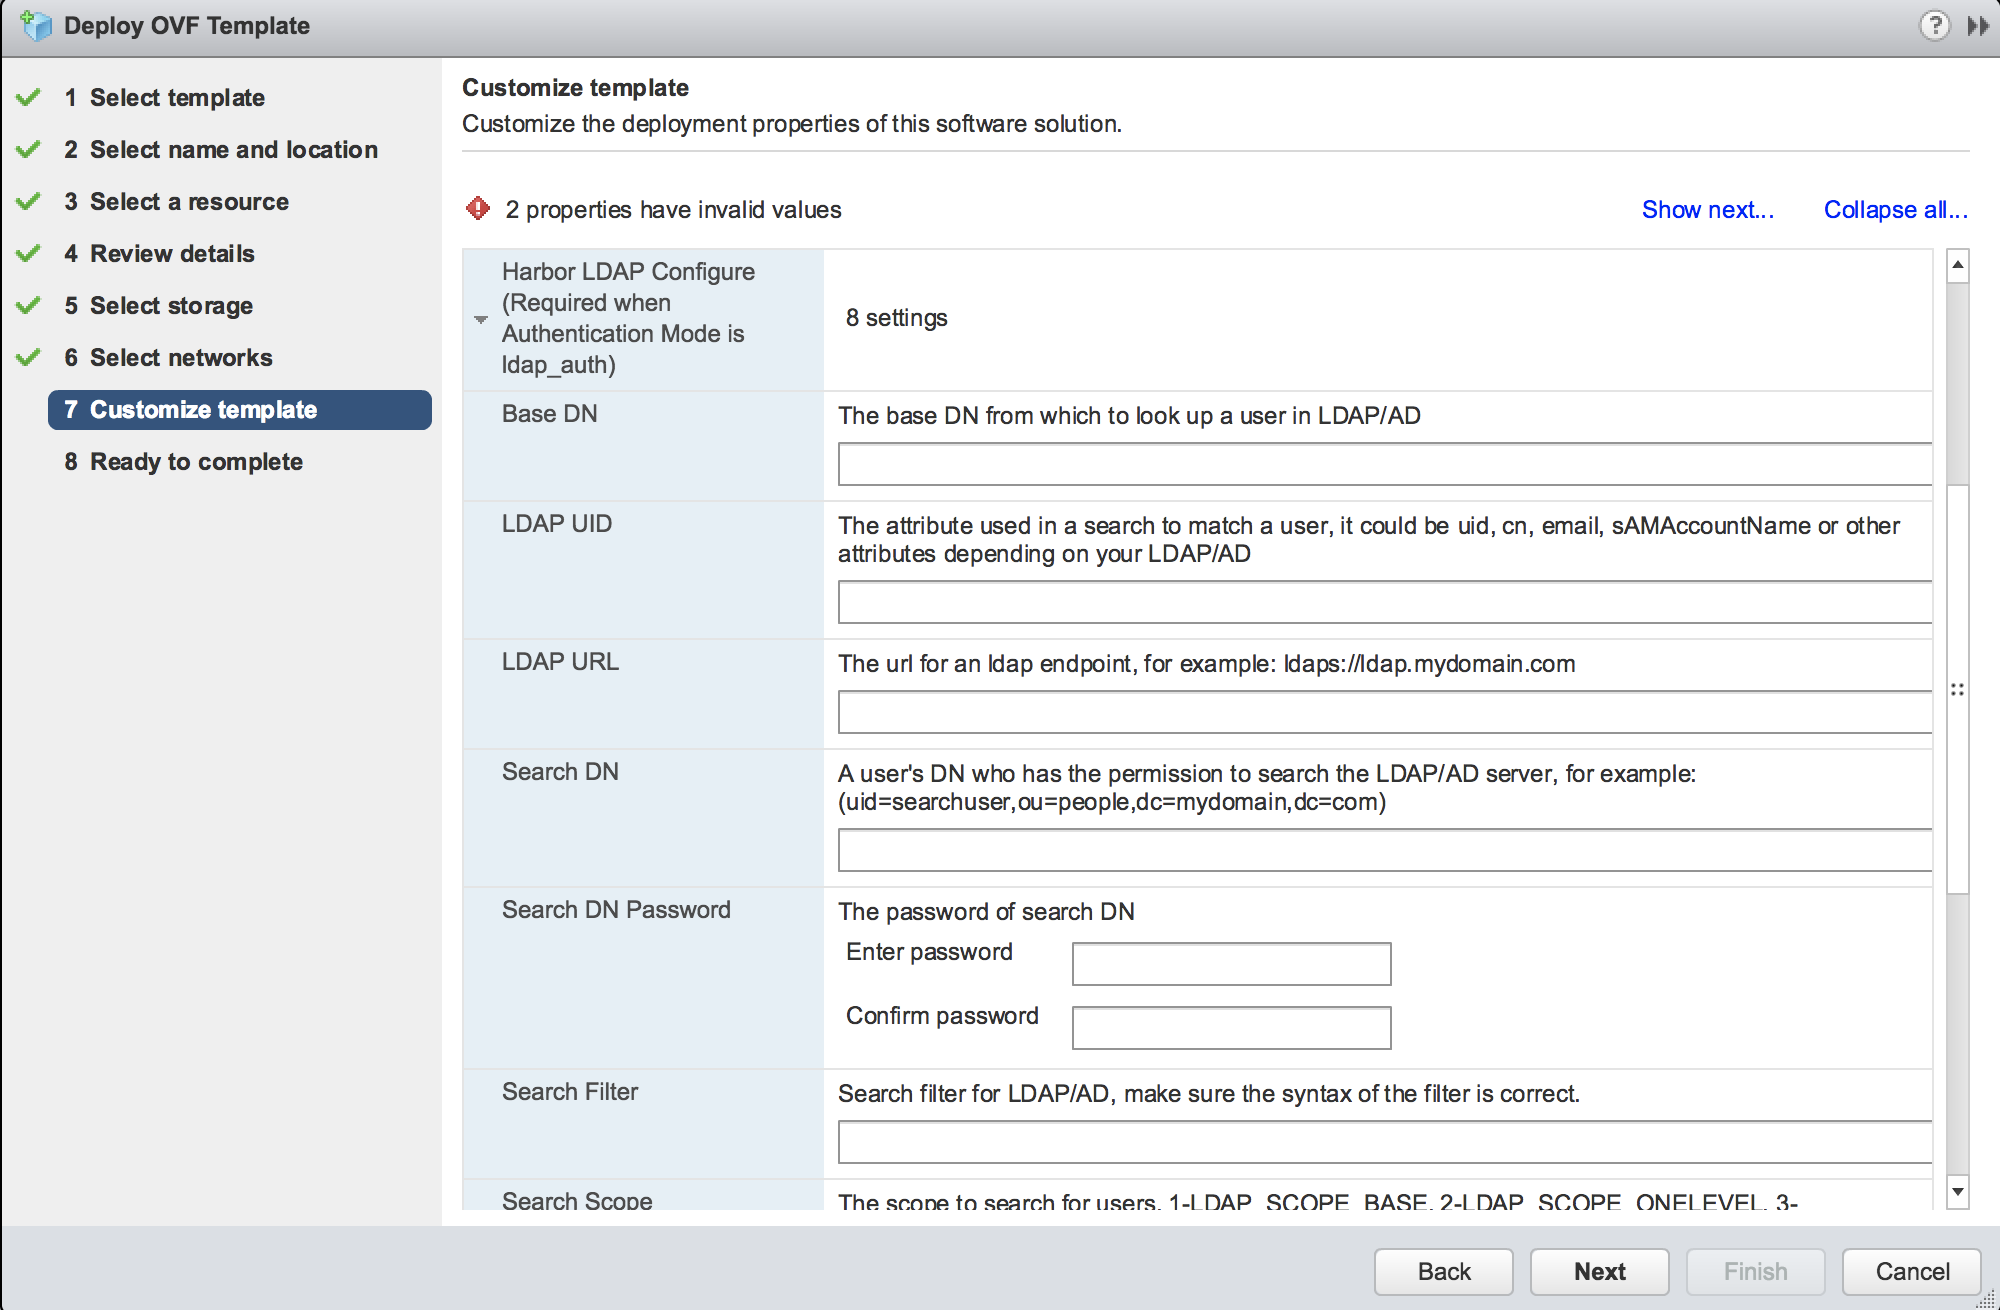 Deploy OVF Template
?
1 Select template
2 Select name and location
3 Select a resource
4 Review details
5 Select storage
6 Select networks
7 Customize template
8 Ready to complete
Customize template
Customize the deployment properties of this software solution.
2 properties have invalid values
Show next...
Collapse all...
Harbor LDAP Configure
(Required when
Authentication Mode is
ldap_auth)
8 settings
Base DN
The base DN from which to look up a user in LDAP/AD
LDAP UID
The attribute used in a search to match a user, it could be uid, cn, email, sAMAccountName or other
attributes depending on your LDAP/AD
LDAP URL
The url for an ldap endpoint, for example: ldaps://ldap.mydomain.com
Search DN
A user's DN who has the permission to search the LDAP/AD server, for example:
(uid=searchuser,ou=people,dc=mydomain,dc=com)
Search DN Password
The password of search DN
Enter password
Confirm password
Search Filter
Search filter for LDAP/AD, make sure the syntax of the filter is correct.
Search Scope
The scope to search for users. 1-LDAP_SCOPE_BASE, 2-LDAP_SCOPE_ONELEVEL, 3-
Back
Next
Finish
Cancel